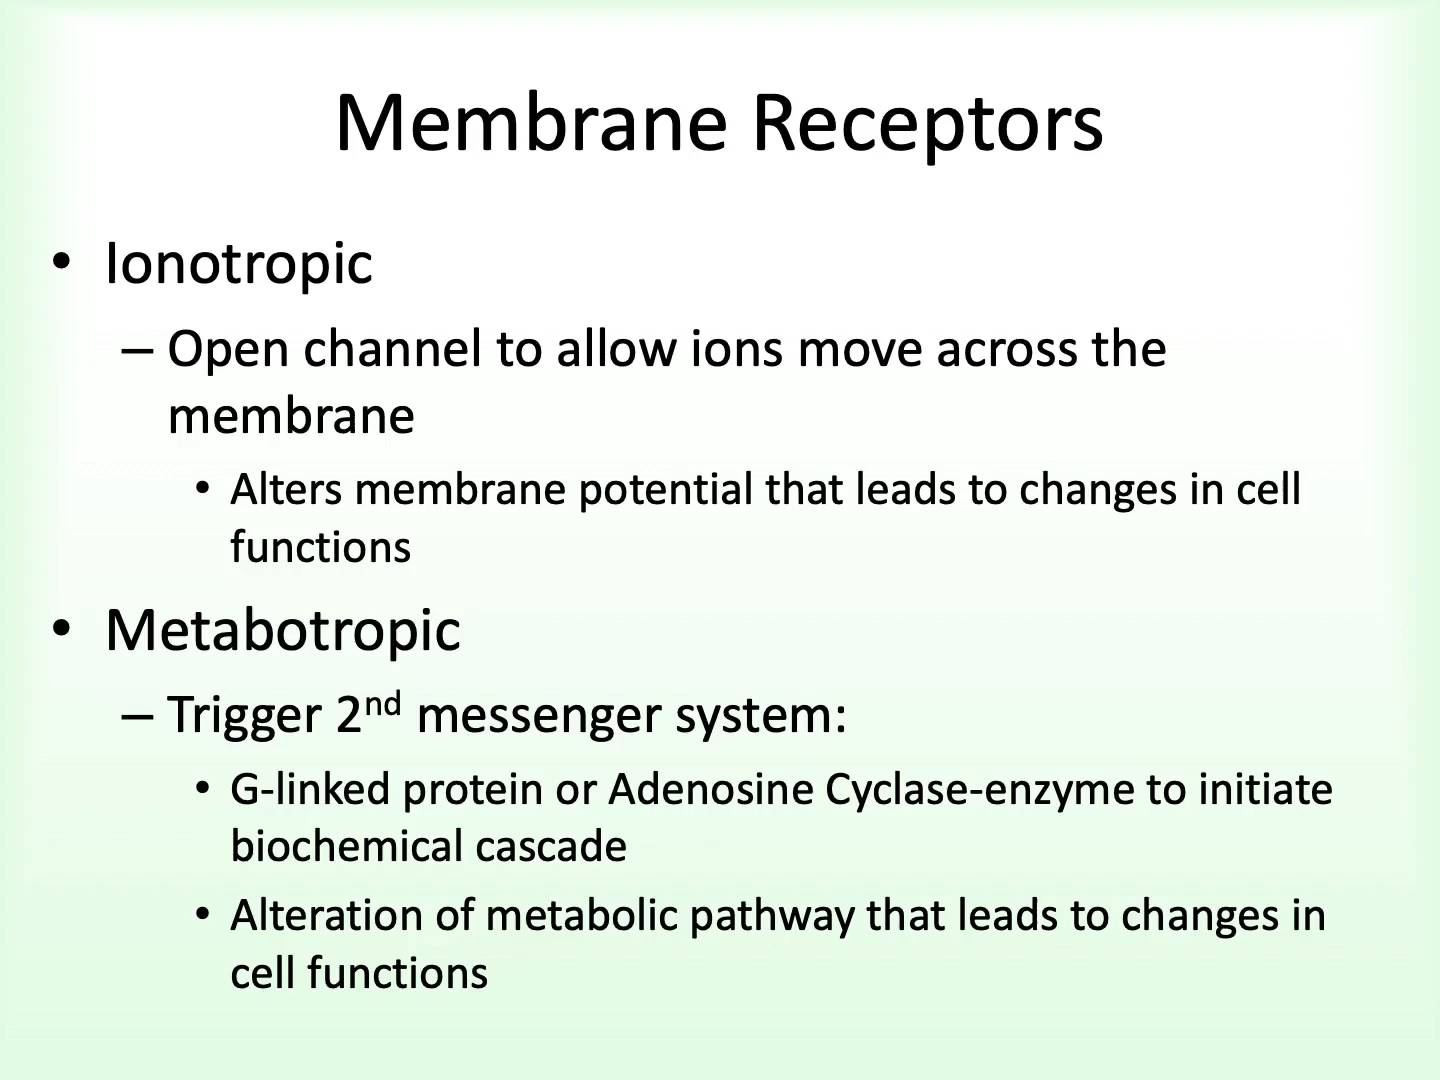 Membrane Receptors
• Ionotropic
– Open channel to allow ions move across the
membrane
• Alters membrane potential that leads to changes in cell
functions
• Metabotropic
– Trigger 2nd messenger system:
• G-linked protein or Adenosine Cyclase-enzyme to initiate
biochemical cascade
• Alteration of metabolic pathway that leads to changes in
cell functions